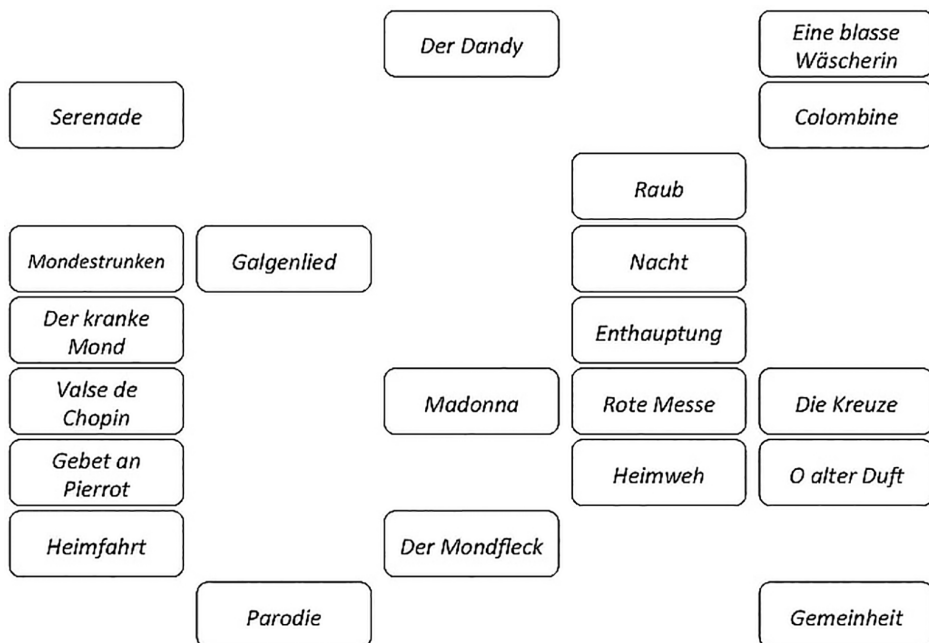 Der Dandy
Eine blasse
Wäscherin
Serenade
Colombine
Raub
Mondestrunken
Galgenlied
Nacht
Der kranke
Mond
Enthauptung
Valse de
Chopin
Madonna
Rote Messe
Die Kreuze
Gebet an
Pierrot
Heimweh
O alter Duft
Heimfahrt
Der Mondfleck
Parodie
Gemeinheit